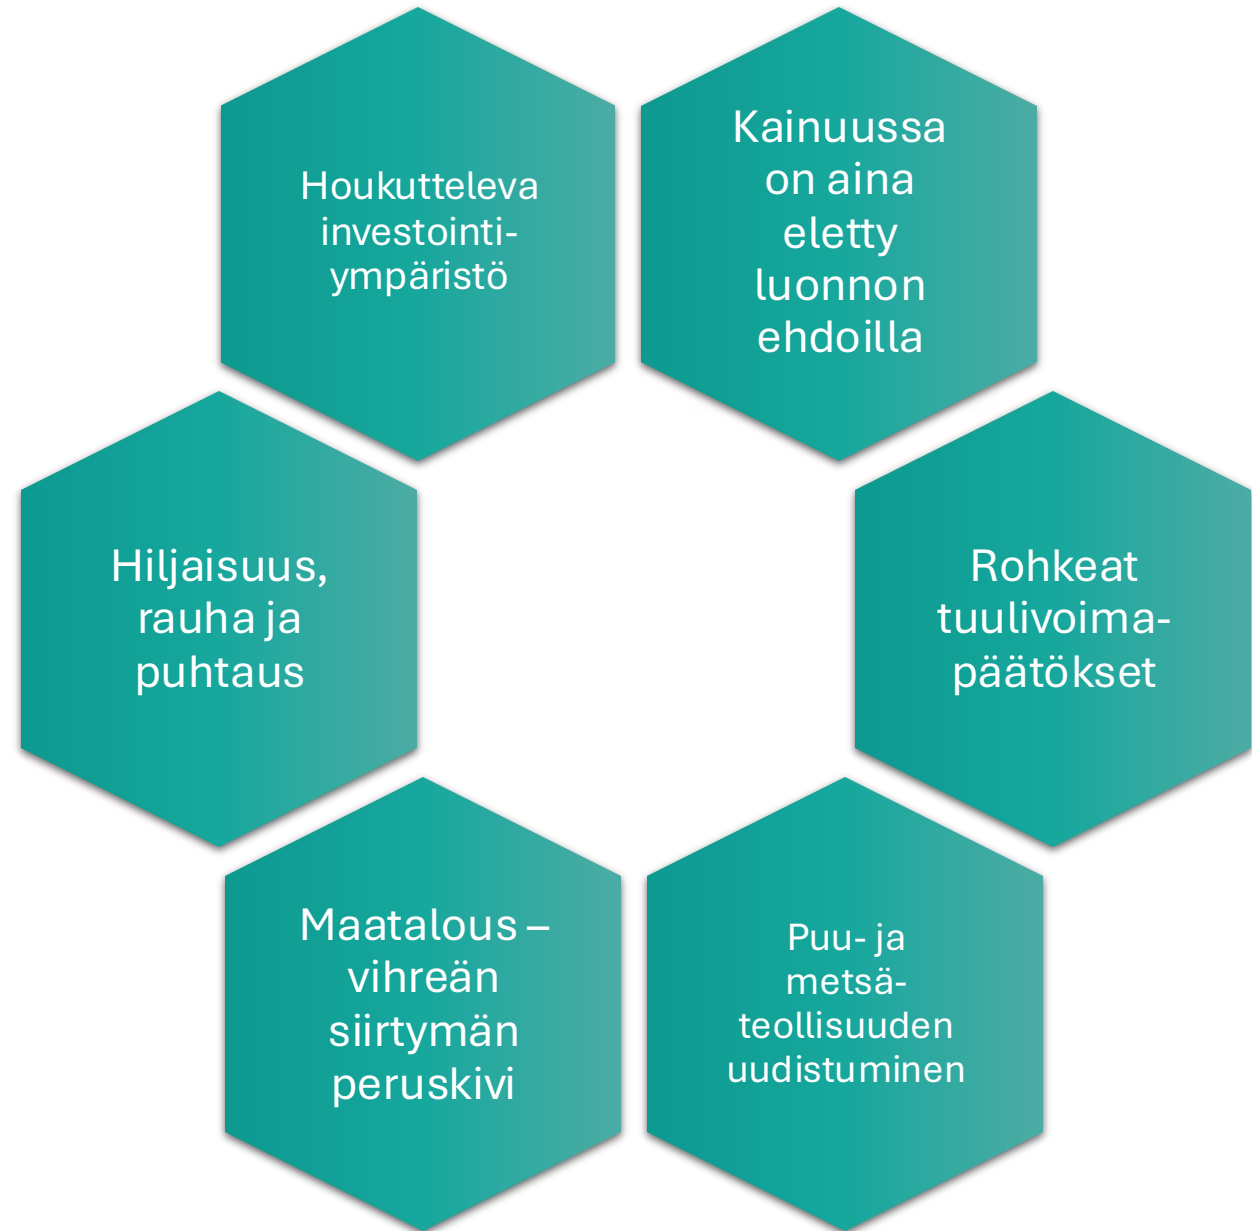 Houkutteleva
investointi-
ympäristö
Kainuussa
on aina
eletty
luonnon
ehdoilla
Hiljaisuus,
rauha ja
puhtaus
Rohkeat
tuulivoima-
päätökset
Maatalous –
vihreän
siirtymän
peruskivi
Puu- ja
metsä-
teollisuuden
uudistuminen